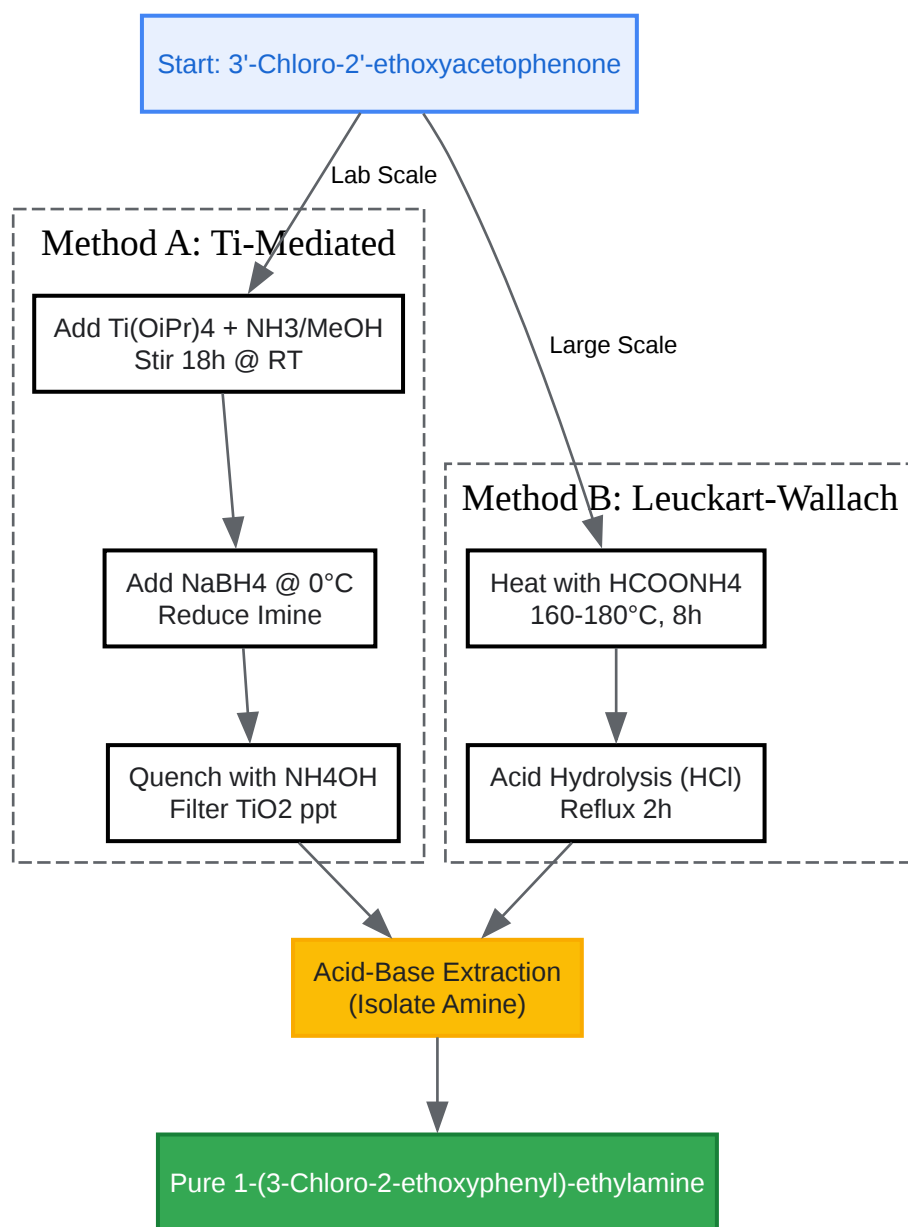 Start: 3'-Chloro-2'-ethoxyacetophenone
Lab Scale
Method A: Ti-Mediated
Add Ti(OiPr)4 + NH3/MeOH
Stir 18h @ RT
Add NaBH4 @ 0°C
Reduce Imine
Quench with NH4OH
Filter TiO2 ppt
Large Scale
Method B: Leuckart-Wallach
Heat with HCOONH4
160-180°C, 8h
Acid Hydrolysis (HCl)
Reflux 2h
Acid-Base Extraction
(Isolate Amine)
Pure 1-(3-Chloro-2-ethoxyphenyl)-ethylamine